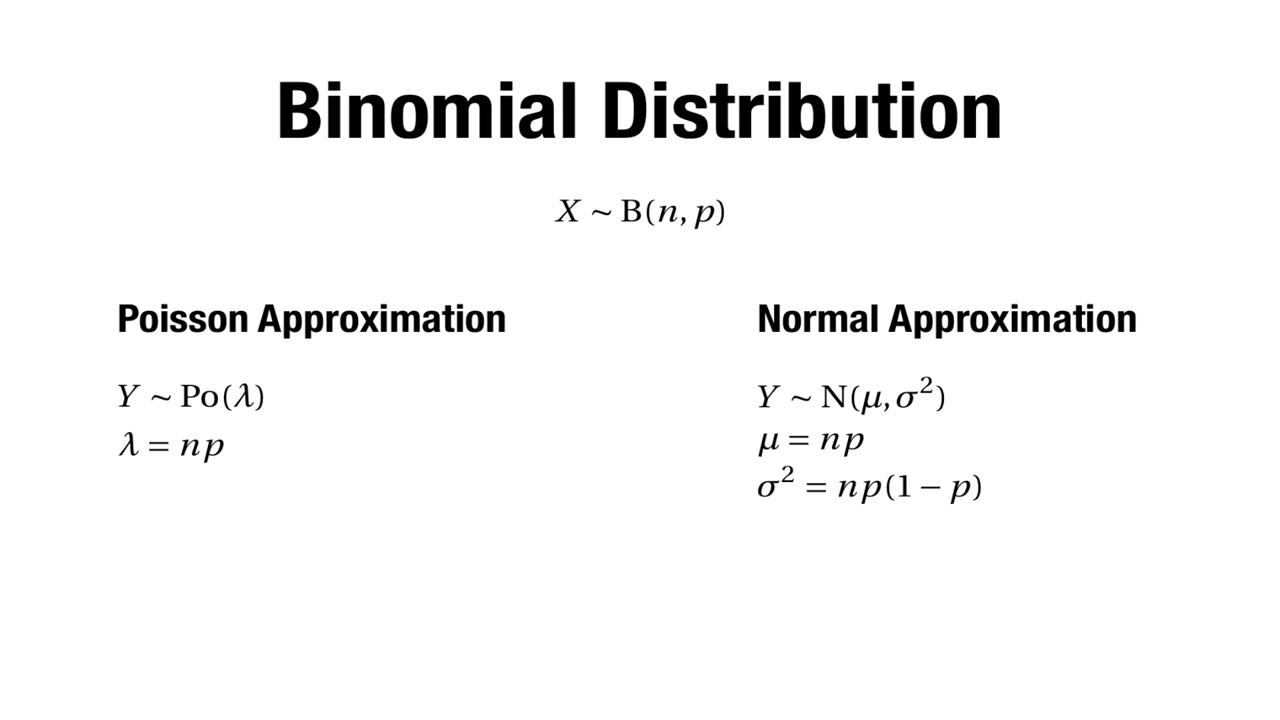 Binomial Distribution
X ~ B(n, p)
Poisson Approximation
Y ~ Po(λ)
λ = np
Normal Approximation
Y ~ N(μ, σ²)
μ = np
σ² = np(1 − p)